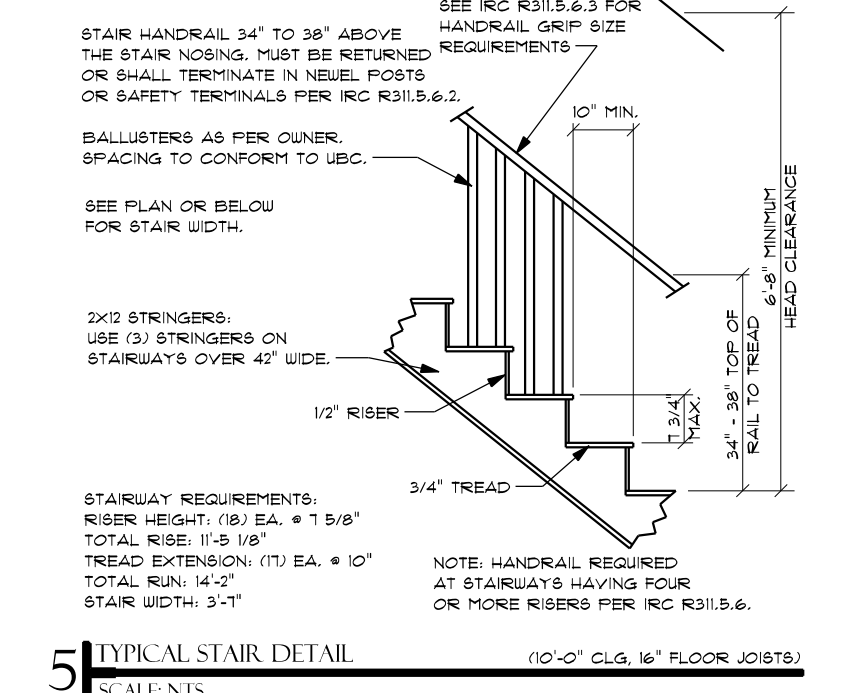 SEE IRC R311.5.6.3 FOR
HANDRAIL GRIP SIZE
REQUIREMENTS
STAIR HANDRAIL 34" TO 38" ABOVE
THE STAIR NOSING. MUST BE RETURNED
OR SHALL TERMINATE IN NEWEL POSTS
OR SAFETY TERMINALS PER IRC R311.5.6.2.
10" MIN.
BALLUSTERS AS PER OWNER.
SPACING TO CONFORM TO UBC.
SEE PLAN OR BELOW
FOR STAIR WIDTH.
6'-8" MINIMUM
HEAD CLEARANCE
2X12 STRINGERS:
USE (3) STRINGERS ON
STAIRWAYS OVER 42" WIDE.
34" - 38" TOP OF
RAIL TO TREAD
7 3/4"
MAX.
1/2" RISER
3/4" TREAD
STAIRWAY REQUIREMENTS:
RISER HEIGHT: (18) EA. @ 7 5/8"
TOTAL RISE: 11'-5 1/8"
TREAD EXTENSION: (17) EA. @ 10"
TOTAL RUN: 14'-2"
STAIR WIDTH: 3'-7"
NOTE: HANDRAIL REQUIRED
AT STAIRWAYS HAVING FOUR
OR MORE RISERS PER IRC R311.5.6.
5 TYPICAL STAIR DETAIL
(10'-0" CLG, 16" FLOOR JOISTS)
SCALE: NTS